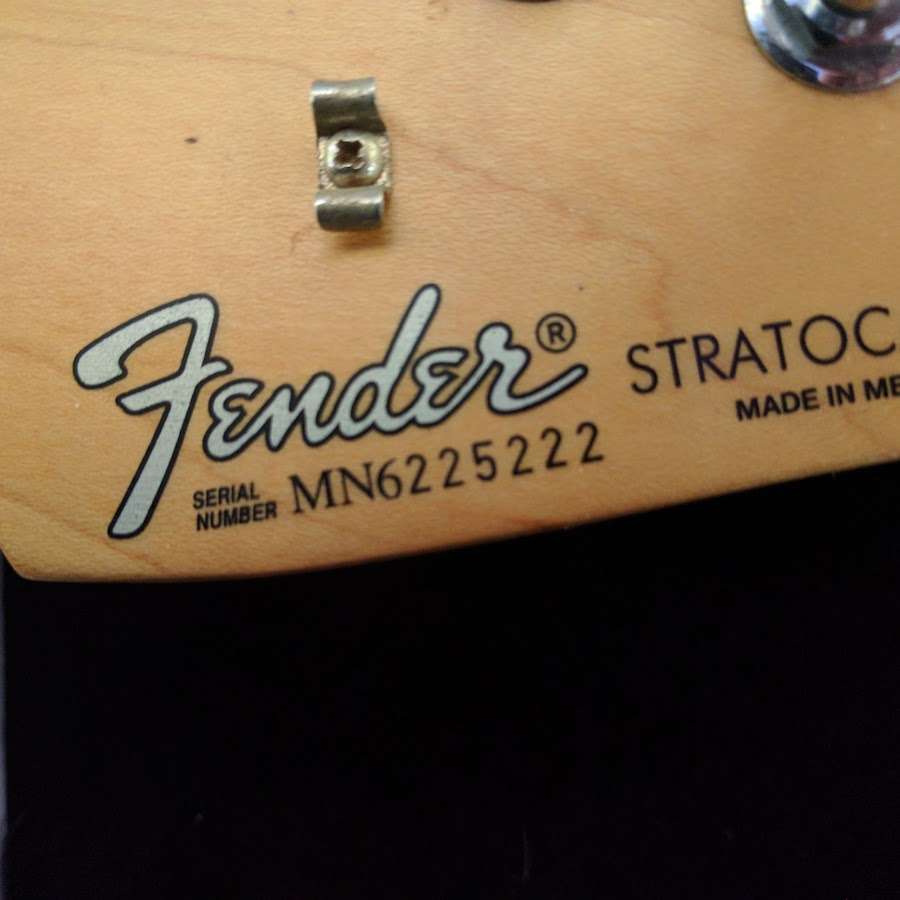 Fender®
STRATOC
MADE IN ME
SERIAL
NUMBER MN6225222